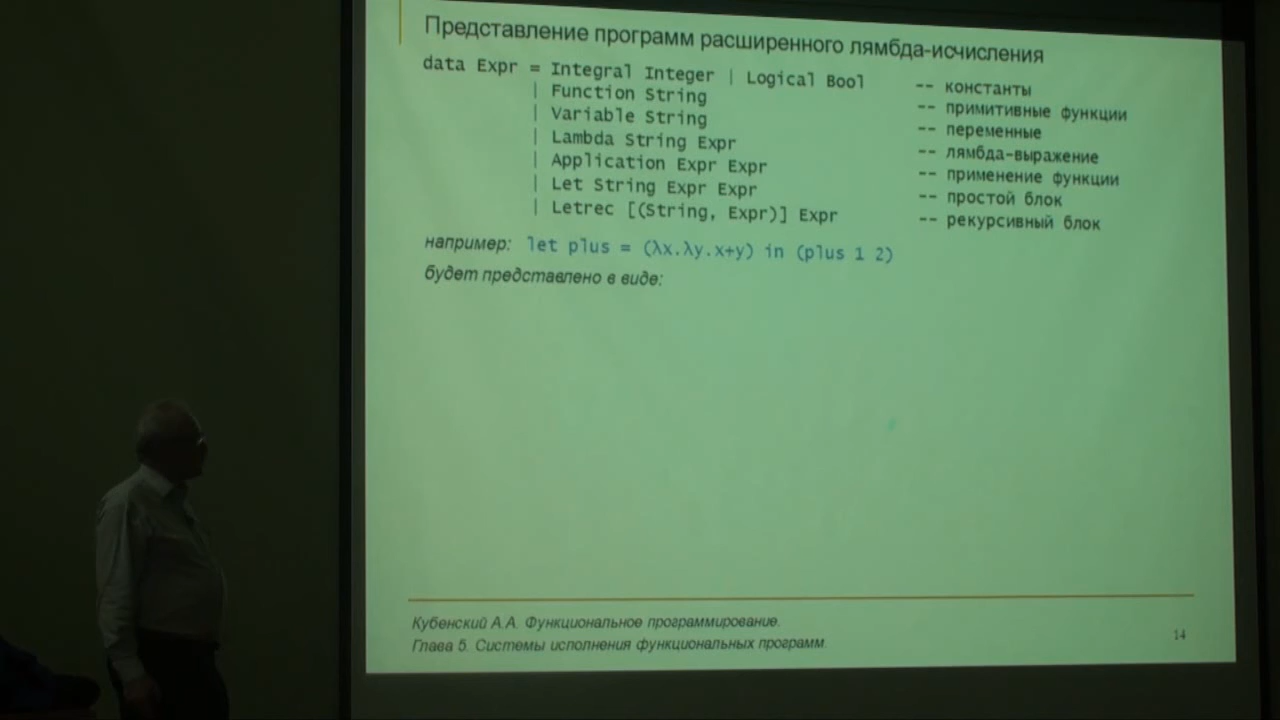 Представление программ расширенного лямбда-исчисления
data Expr = Integral Integer | Logical Bool -- константы
| Function String -- примитивные функции
| Variable String -- переменные
| Lambda String Expr -- лямбда-выражение
| Application Expr Expr -- применение функции
| Let String Expr Expr -- простой блок
| Letrec [(String, Expr)] Expr -- рекурсивный блок
например: let plus = (λx.λy.x+y) in (plus 1 2)
будет представлено в виде:
Кубенский А.А. Функциональное программирование.
Глава 5. Системы исполнения функциональных программ.
14